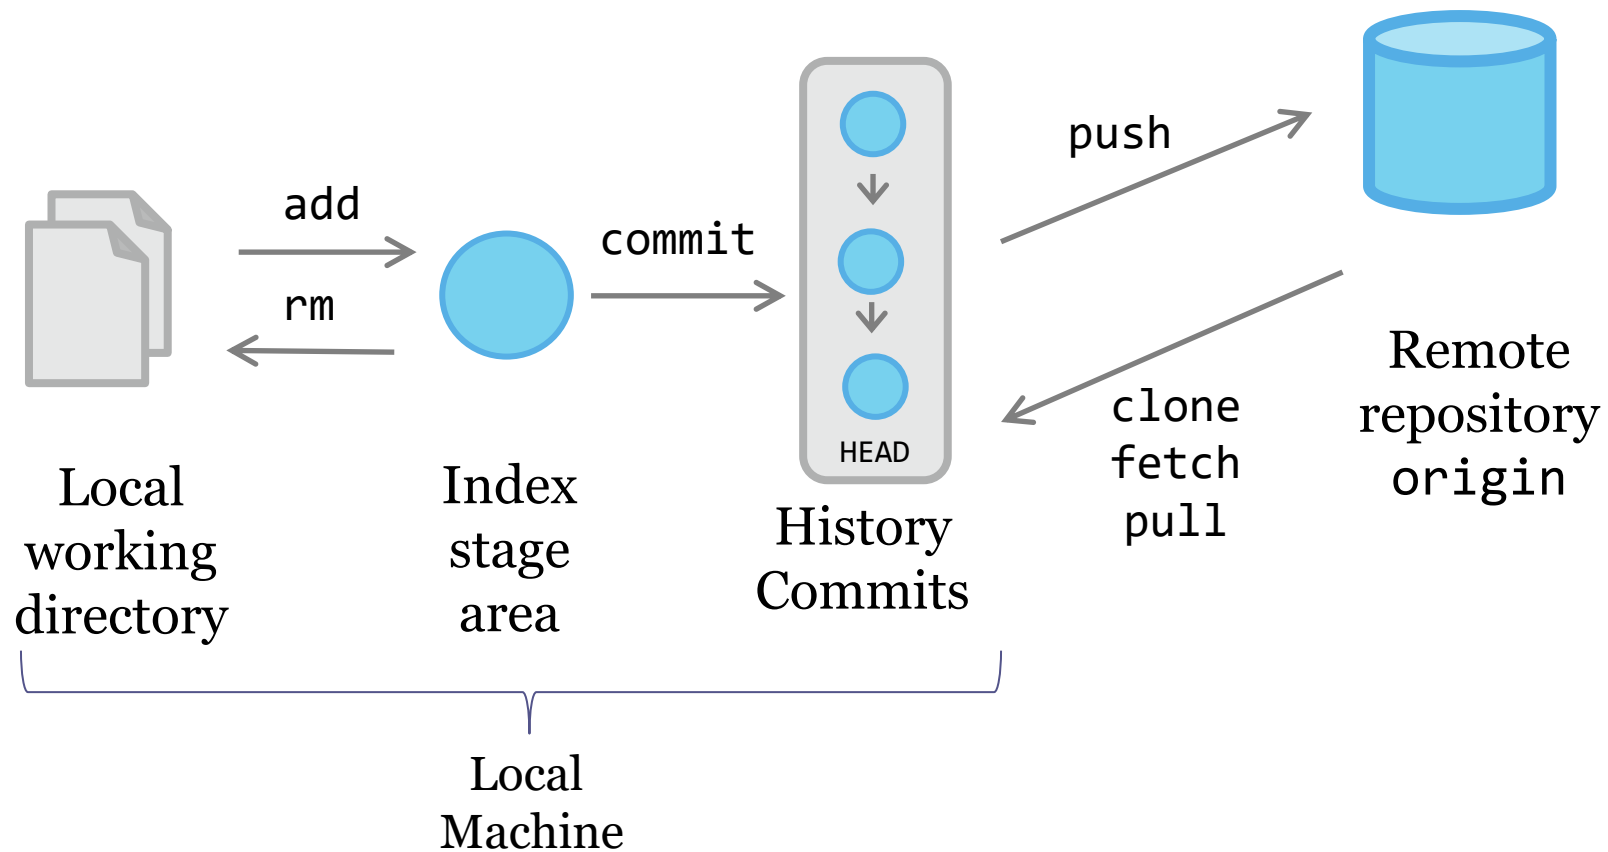 add
rm
commit
HEAD
push
clone
fetch
pull
Local
working
directory
Index
stage
area
History
Commits
Remote
repository
origin
Local
Machine